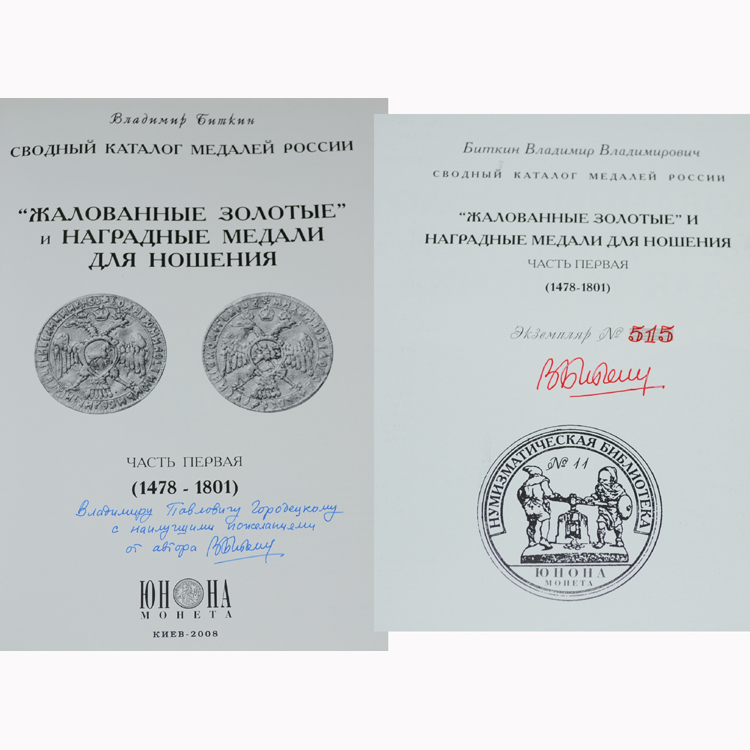 Владимир Биткин
СВОДНЫЙ КАТАЛОГ МЕДАЛЕЙ РОССИИ
“ЖАЛОВАННЫЕ ЗОЛОТЫЕ”
и НАГРАДНЫЕ МЕДАЛИ
ДЛЯ НОШЕНИЯ
ЧАСТЬ ПЕРВАЯ
(1478 - 1801)
Владимиру Павловичу Городецкому
с наилучшими пожеланиями
от автора
ЮНОНА
МОНЕТА
КИЕВ-2008
Биткин Владимир Владимирович
СВОДНЫЙ КАТАЛОГ МЕДАЛЕЙ РОССИИ
“ЖАЛОВАННЫЕ ЗОЛОТЫЕ” И
НАГРАДНЫЕ МЕДАЛИ ДЛЯ НОШЕНИЯ
ЧАСТЬ ПЕРВАЯ
(1478-1801)
Экземпляр № 515
НУМИЗМАТИЧЕСКАЯ БИБЛИОТЕКА
№ 11
ЮНОНА
МОНЕТА